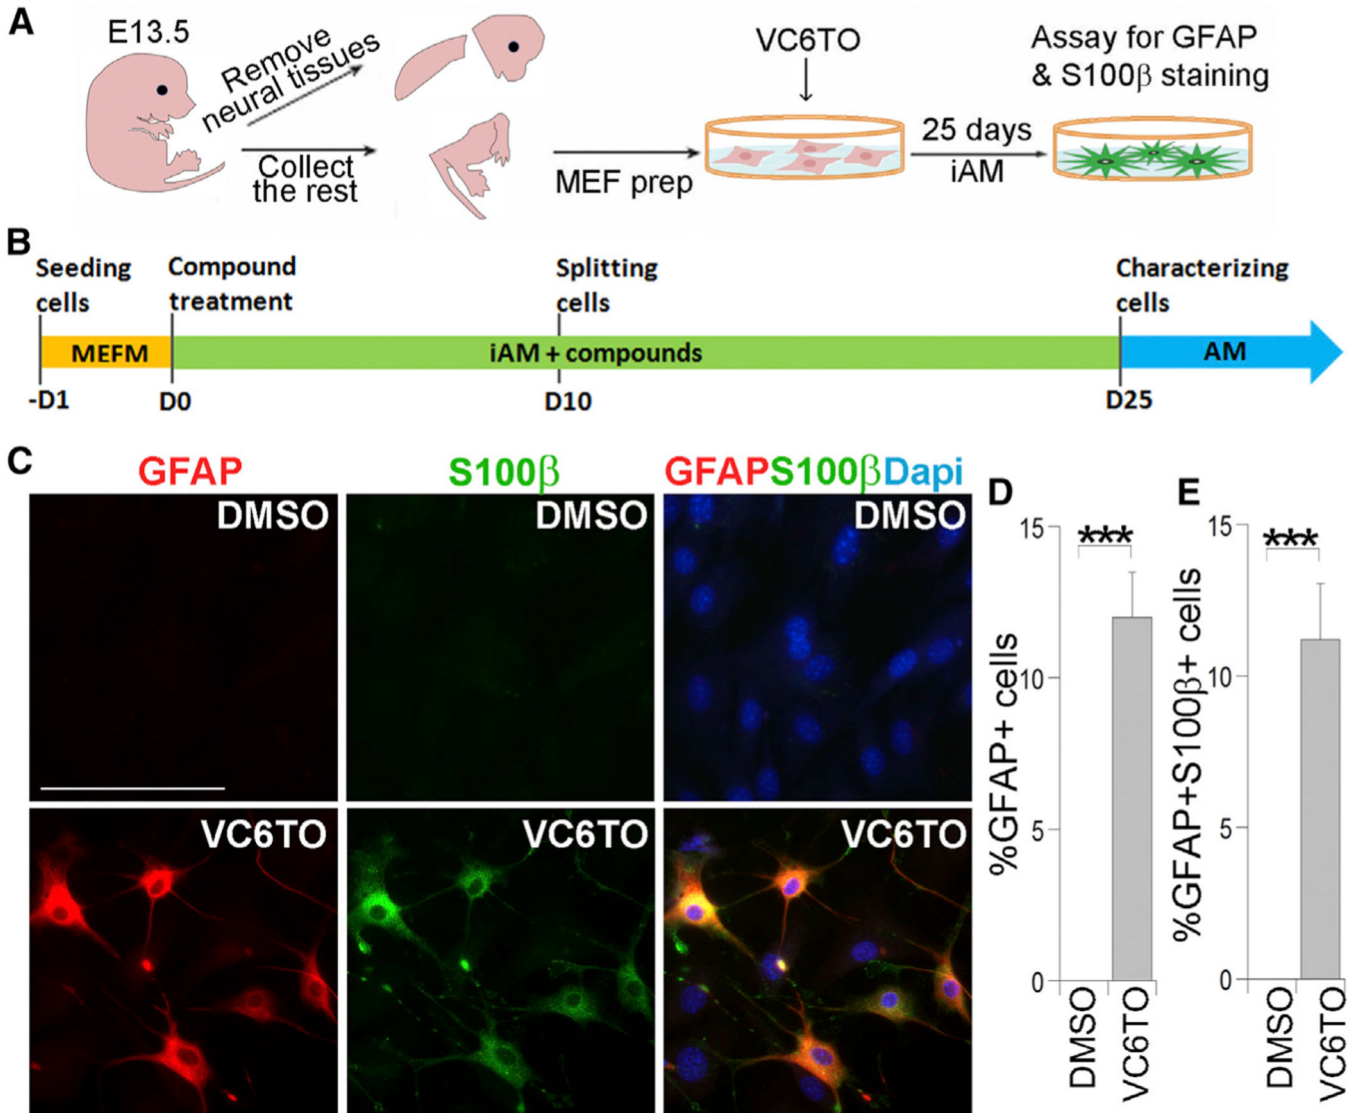 A
E13.5
Remove
neural tissues
Collect
the rest
MEF prep
VC6TO
25 days
iAM
Assay for GFAP
& S100β staining
B
Seeding
cells
Compound
treatment
Splitting
cells
Characterizing
cells
MEFM
iAM + compounds
AM
-D1
D0
D10
D25
C
GFAP
S100β
GFAPS100βDapi
DMSO
DMSO
DMSO
VC6TO
VC6TO
VC6TO
D
%GFAP+ cells
15
10
5
0
***
DMSO
VC6TO
E
%GFAP+S100β+ cells
15
10
5
0
***
DMSO
VC6TO